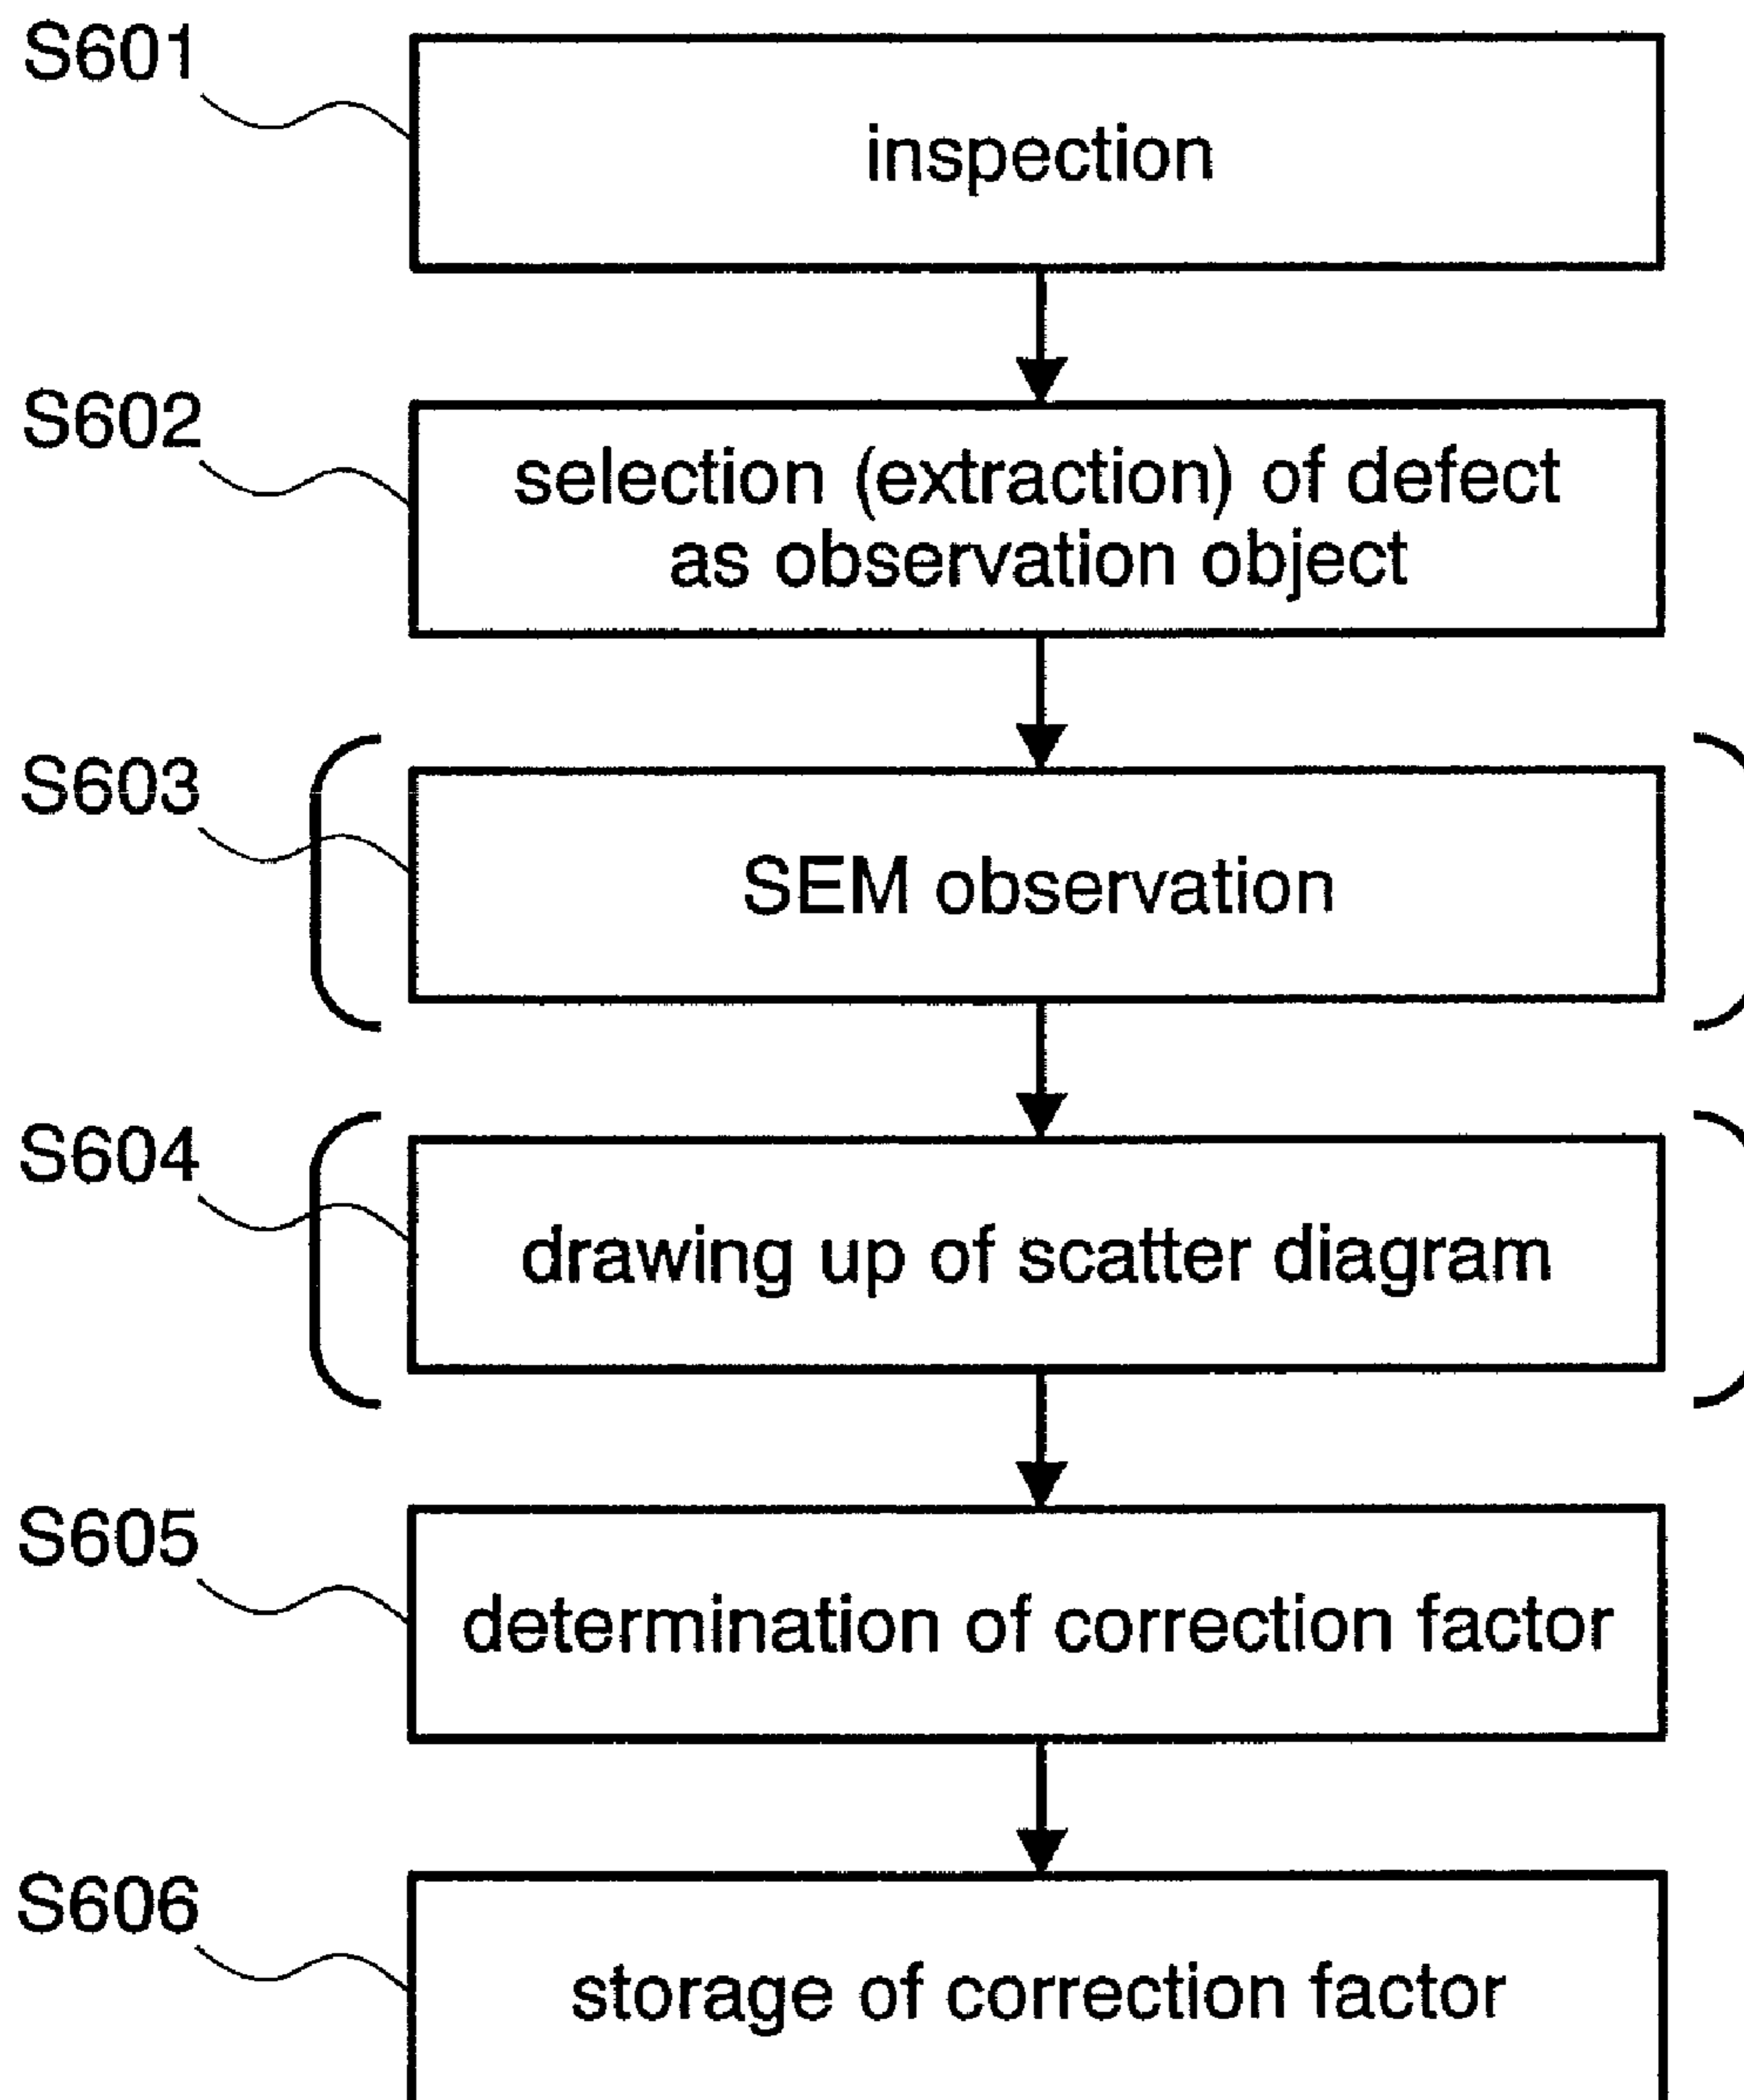 S601
inspection
S602
selection (extraction) of defect
as observation object
S603
SEM observation
S604
drawing up of scatter diagram
S605
determination of correction factor
S606
storage of correction factor